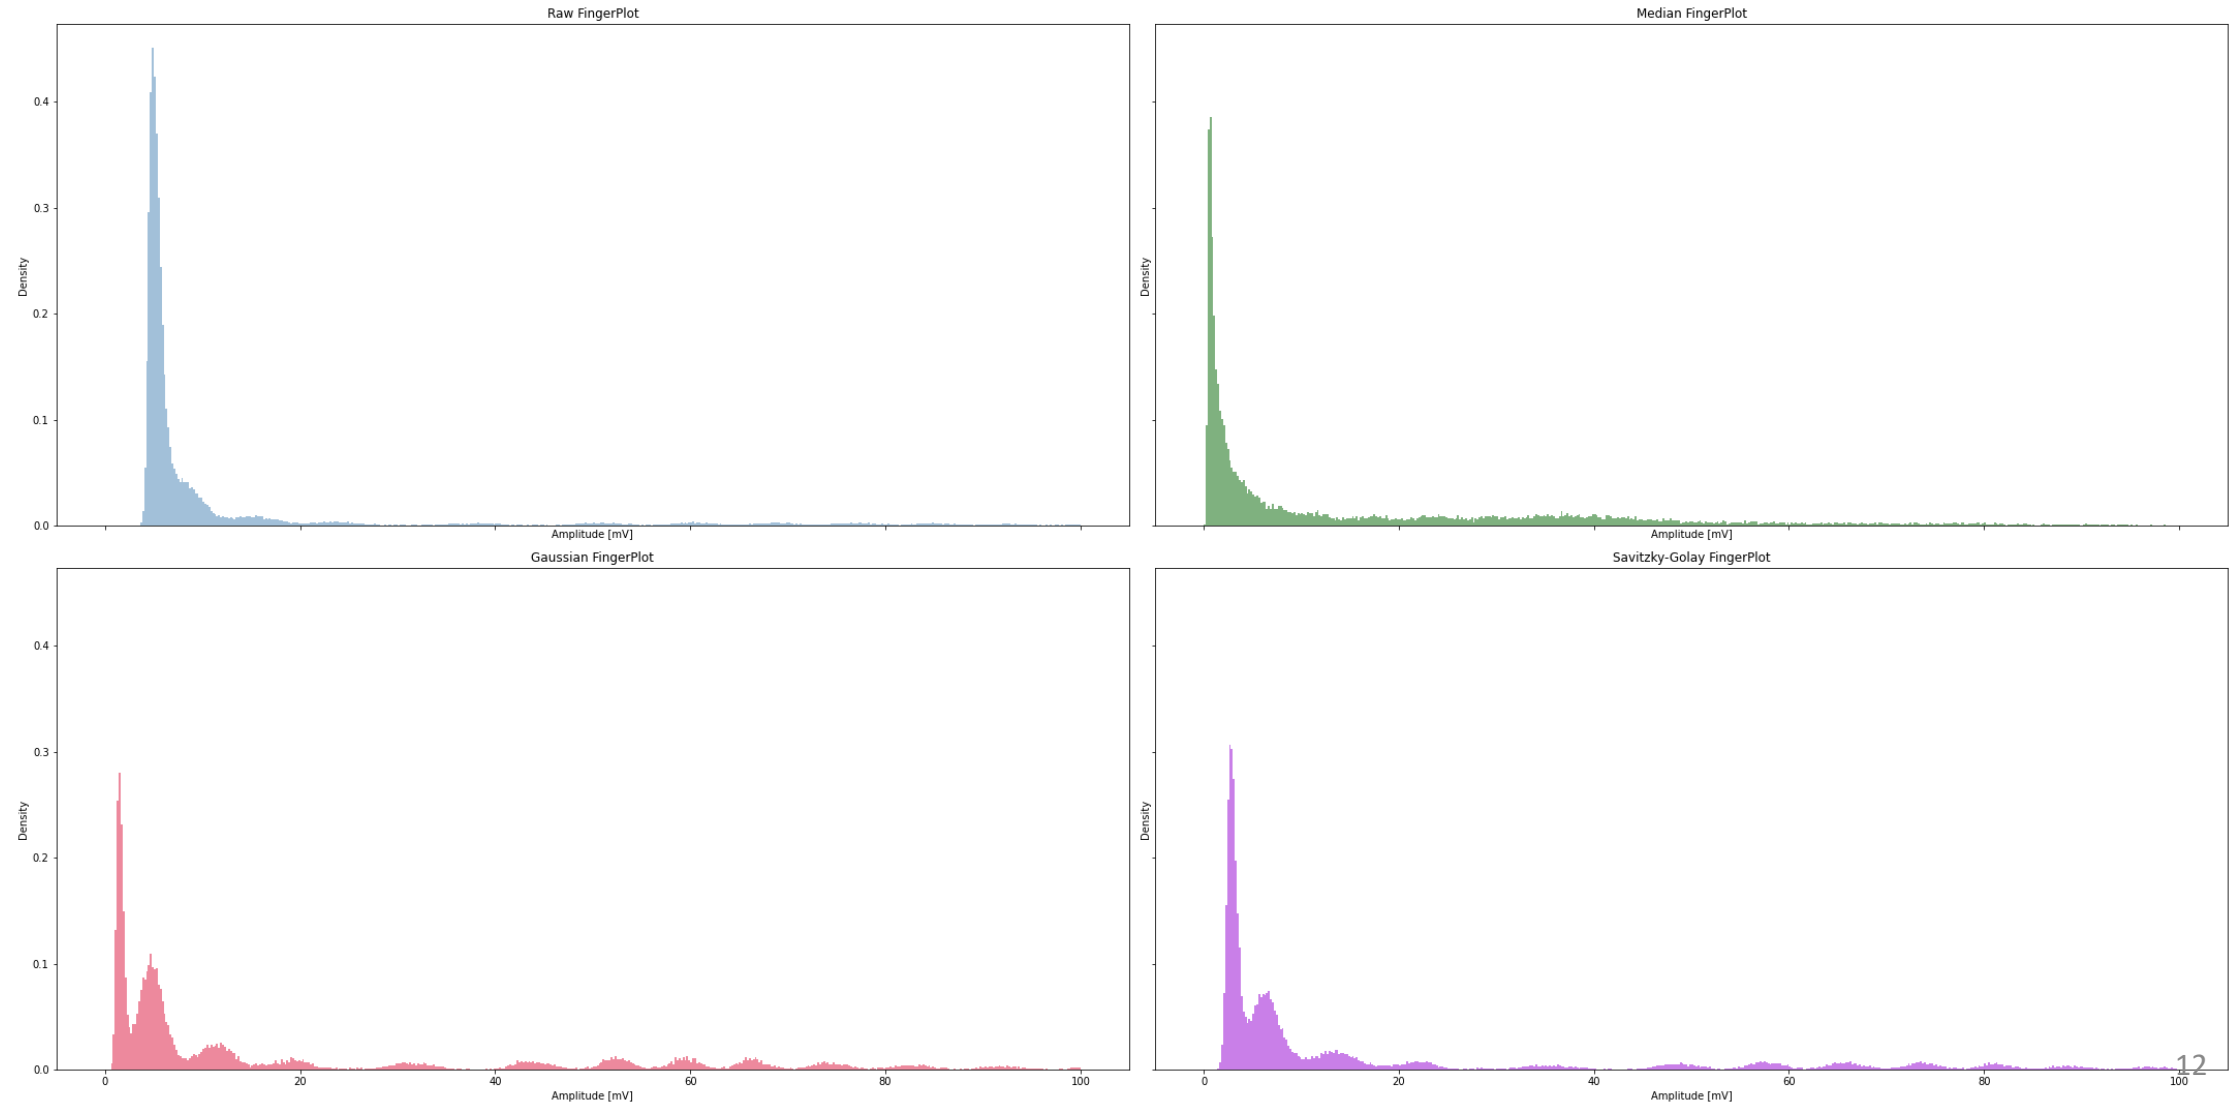 Raw FingerPlot
Median FingerPlot
0.4
0.3
0.2
0.1
0.0
Density
Amplitude [mV]
Density
Amplitude [mV]
Gaussian FingerPlot
Savitzky-Golay FingerPlot
0.4
0.3
0.2
0.1
0.0
Density
0 20 40 60 80 100
Amplitude [mV]
Density
0 20 40 60 80 100
Amplitude [mV]
12